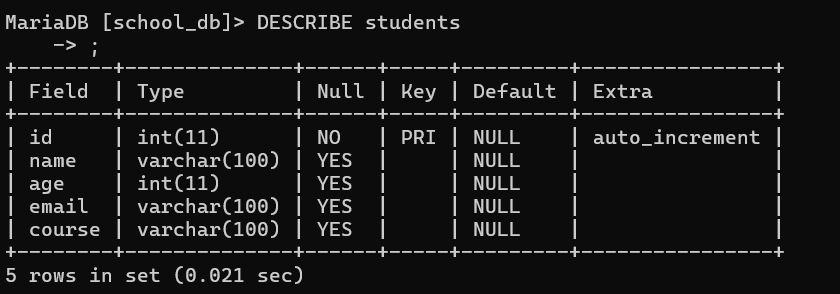 MariaDB [school_db]> DESCRIBE students
    -> ;
+--------+--------------+------+-----+---------+----------------+
| Field  | Type         | Null | Key | Default | Extra          |
+--------+--------------+------+-----+---------+----------------+
| id     | int(11)      | NO   | PRI | NULL    | auto_increment |
| name   | varchar(100) | YES  |     | NULL    |                |
| age    | int(11)      | YES  |     | NULL    |                |
| email  | varchar(100) | YES  |     | NULL    |                |
| course | varchar(100) | YES  |     | NULL    |                |
+--------+--------------+------+-----+---------+----------------+
5 rows in set (0.021 sec)